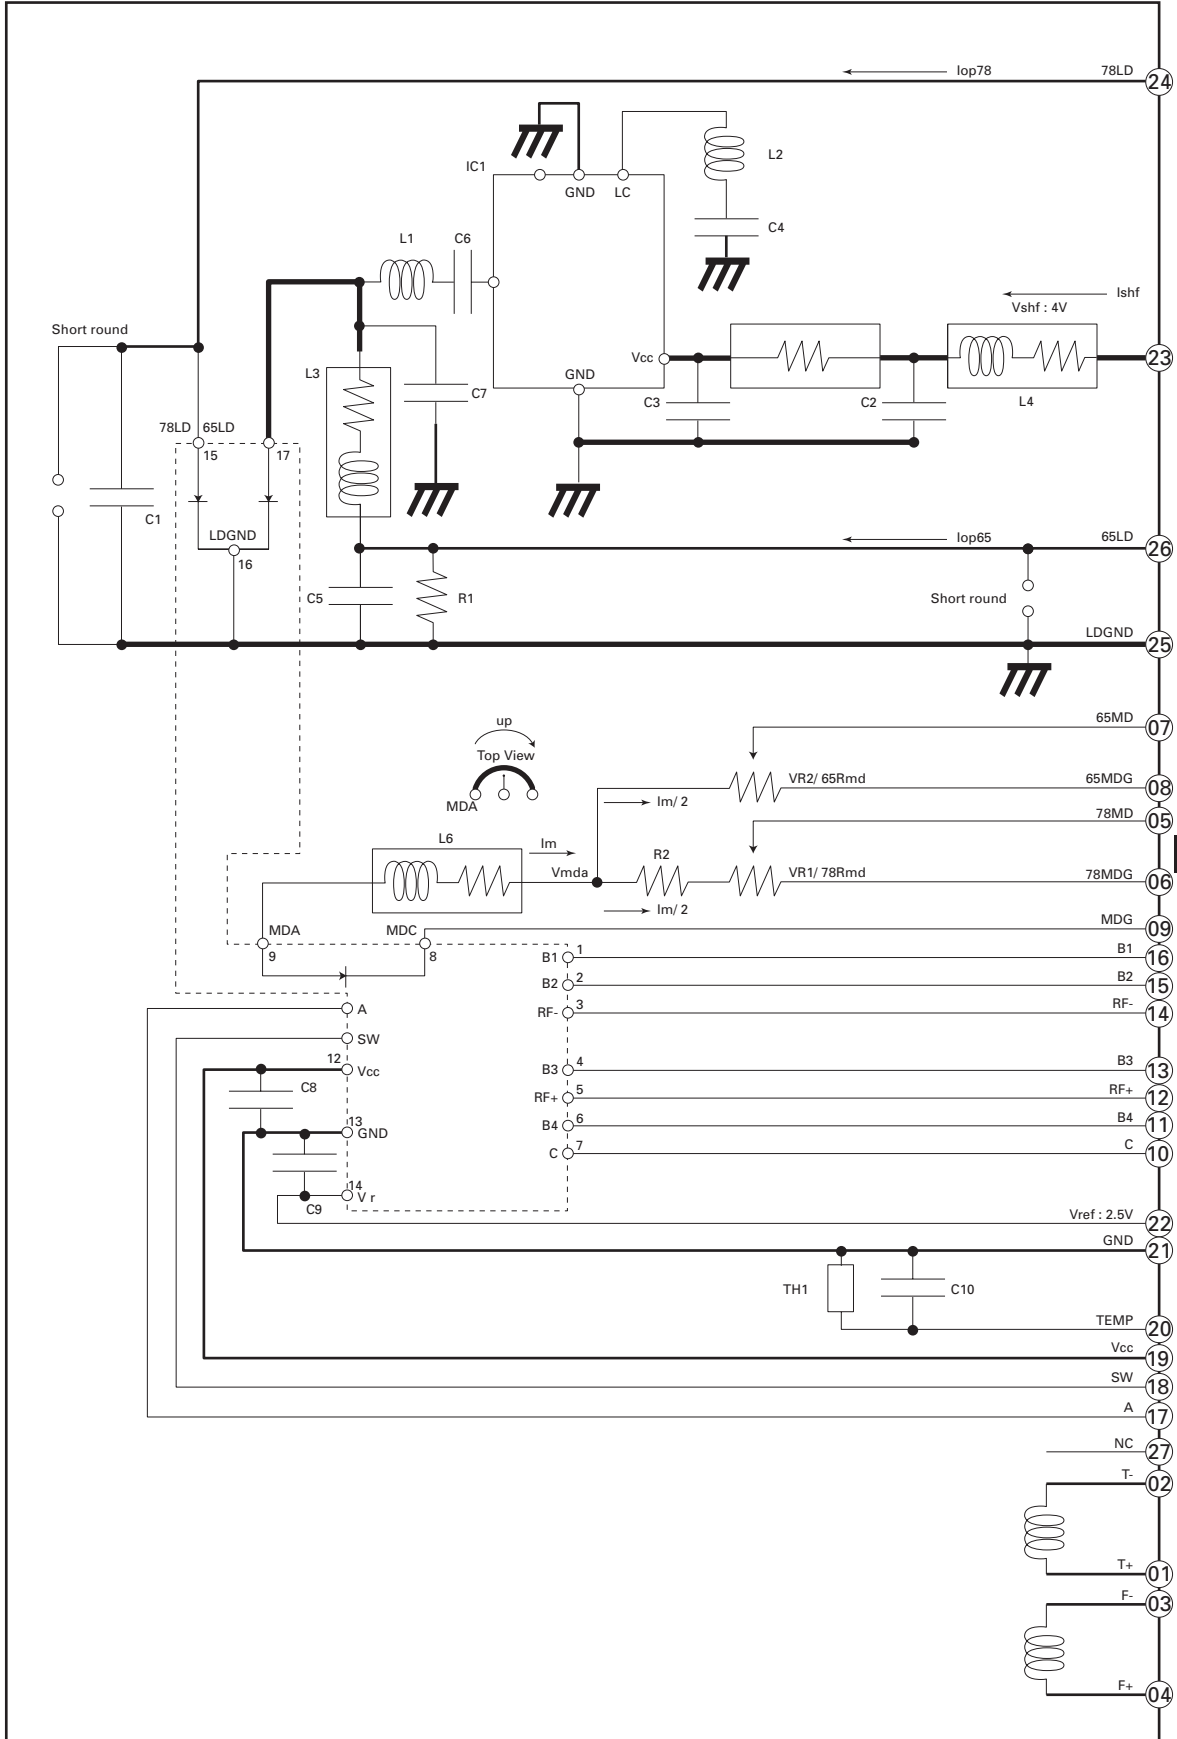 Iop78
78LD
24
IC1
GND
LC
L2
C4
L1
C6
Ishf
Vshf : 4V
Short round
Vcc
23
L3
GND
C7
C3
C2
L4
78LD
65LD
15
17
C1
LDGND
16
Iop65
65LD
26
C5
R1
Short round
LDGND
25
up
Top View
MDA
65MD
07
VR2/ 65Rmd
65MDG
08
Im/ 2
78MD
05
L6
Im
R2
Vmda
VR1/ 78Rmd
78MDG
06
Im/ 2
MDA
MDC
MDG
09
9
8
B1
1
B1
16
B2
2
B2
15
A
RF-
3
RF-
14
SW
12
Vcc
B3
4
B3
13
C8
RF+
5
RF+
12
13
GND
B4
6
B4
11
C
7
C
10
14
V r
C9
Vref : 2.5V
22
GND
21
TH1
C10
TEMP
20
Vcc
19
SW
18
A
17
NC
27
T-
02
T+
01
F-
03
F+
04